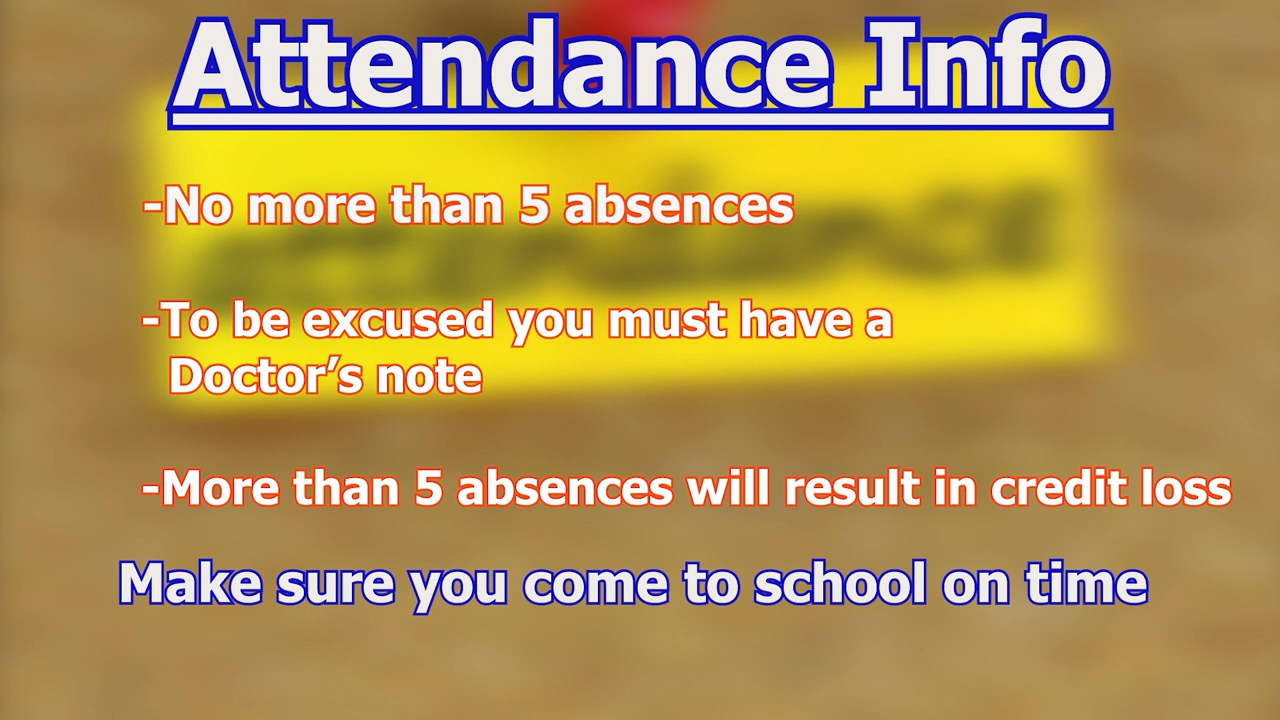 Attendance Info
-No more than 5 absences
-To be excused you must have a
Doctor’s note
-More than 5 absences will result in credit loss
Make sure you come to school on time